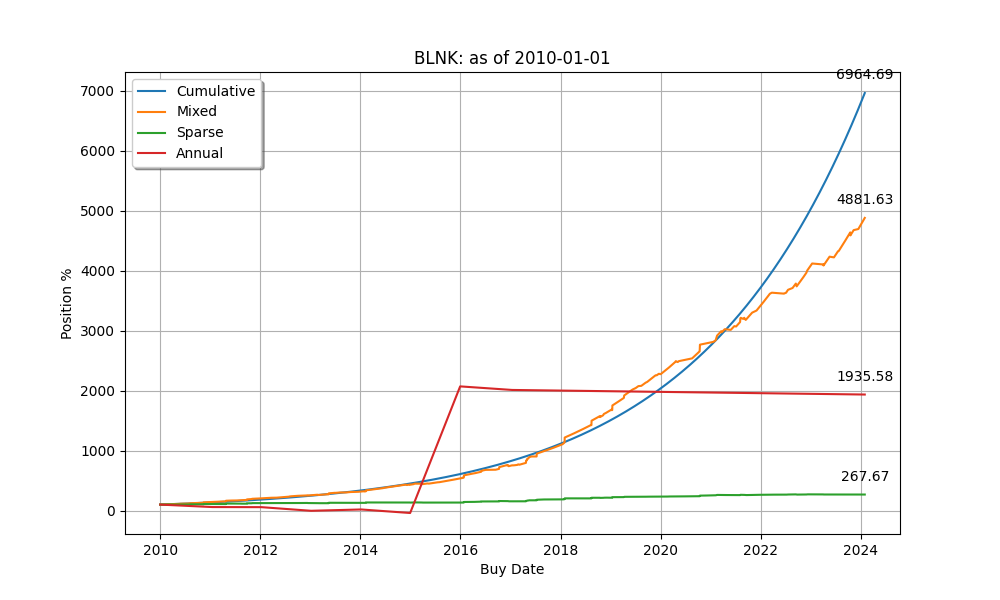 BLNK: as of 2010-01-01
6964.69
7000
Cumulative
Mixed
Sparse
Annual
6000
5000
4881.63
4000
3000
2000
1935.58
1000
267.67
0
Position %
2010
2012
2014
2016
2018
2020
2022
2024
Buy Date